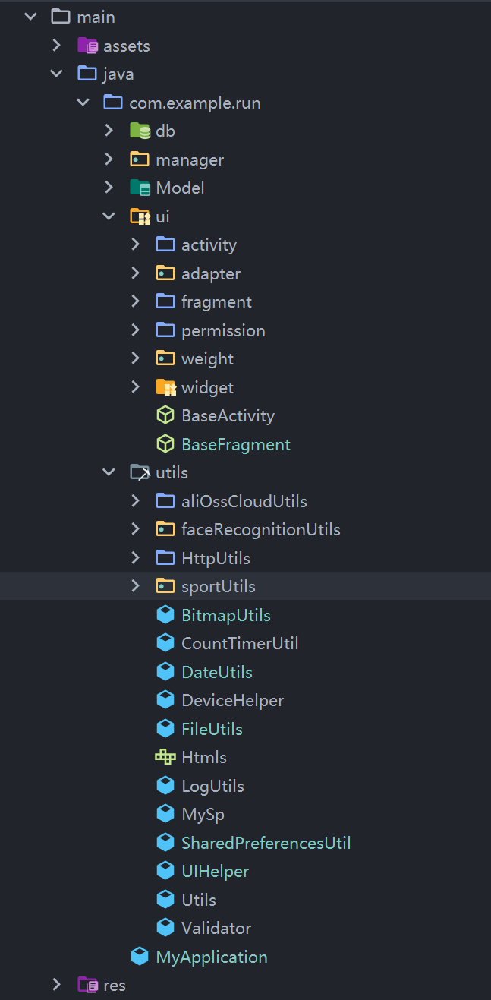 main
assets
java
com.example.run
db
manager
Model
ui
activity
adapter
fragment
permission
weight
widget
BaseActivity
BaseFragment
utils
aliOssCloudUtils
faceRecognitionUtils
HttpUtils
sportUtils
BitmapUtils
CountTimerUtil
DateUtils
DeviceHelper
FileUtils
Htmls
LogUtils
MySp
SharedPreferencesUtil
UIHelper
Utils
Validator
MyApplication
res